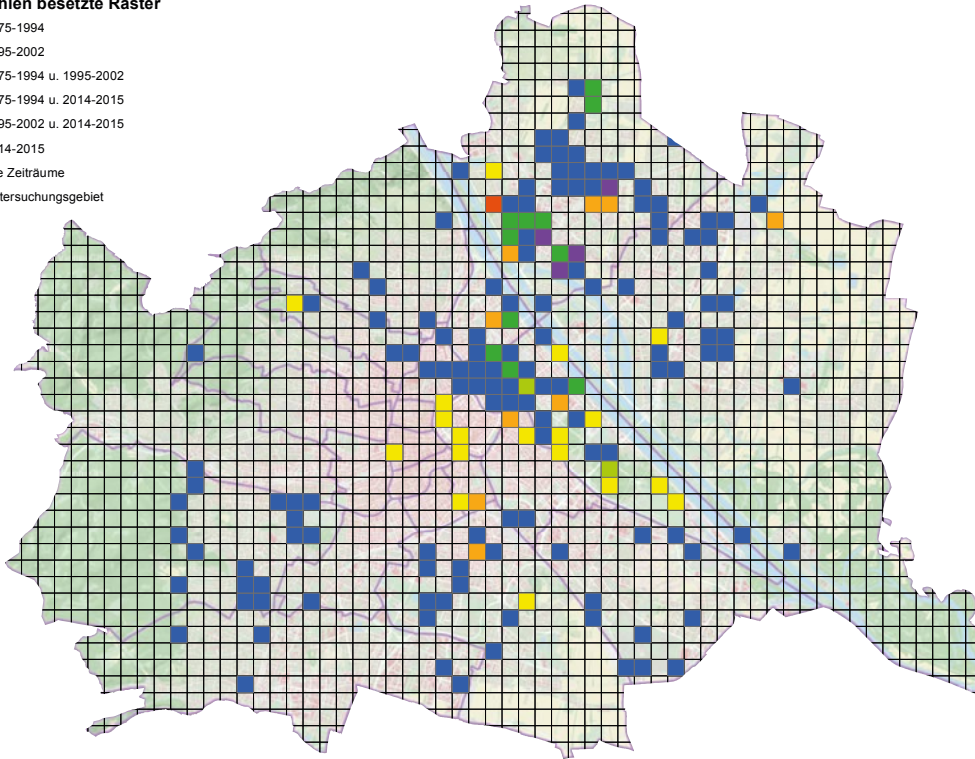 hlen besetzte Raster
75-1994
95-2002
75-1994 u. 1995-2002
75-1994 u. 2014-2015
95-2002 u. 2014-2015
14-2015
e Zeiträume
tersuchungsgebiet